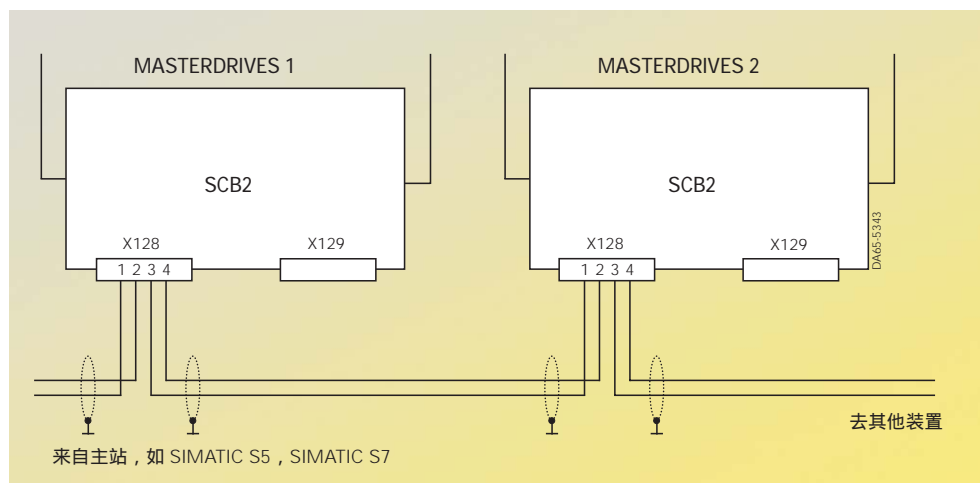 MASTERDRIVES 1
MASTERDRIVES 2
SCB2
SCB2
X128
X129
X128
X129
1 2 3 4
1 2 3 4
DA65-5343
去其他装置
来自主站，如 SIMATIC S5，SIMATIC S7